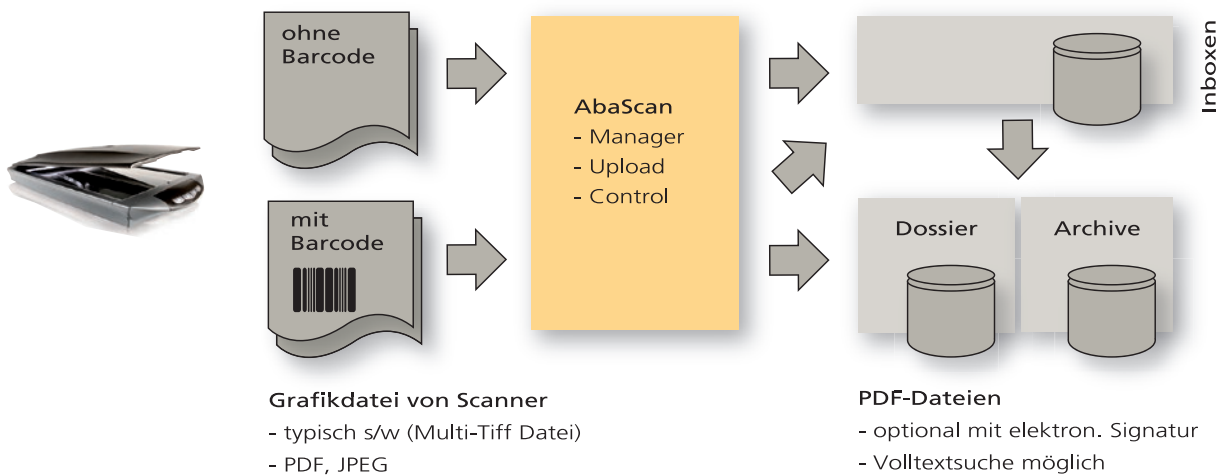 ohne
Barcode
mit
Barcode
AbaScan
- Manager
- Upload
- Control
Inboxen
Dossier
Archive
Grafikdatei von Scanner
- typisch s/w (Multi-Tiff Datei)
- PDF, JPEG
PDF-Dateien
- optional mit elektron. Signatur
- Volltextsuche möglich